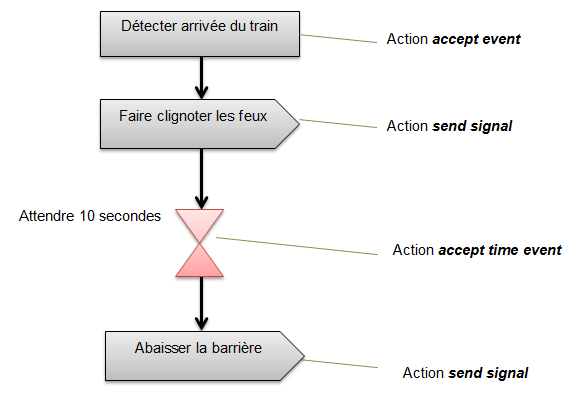 Détecter arrivée du train
Action accept event
Faire clignoter les feux
Action send signal
Attendre 10 secondes
Action accept time event
Abaisser la barrière
Action send signal